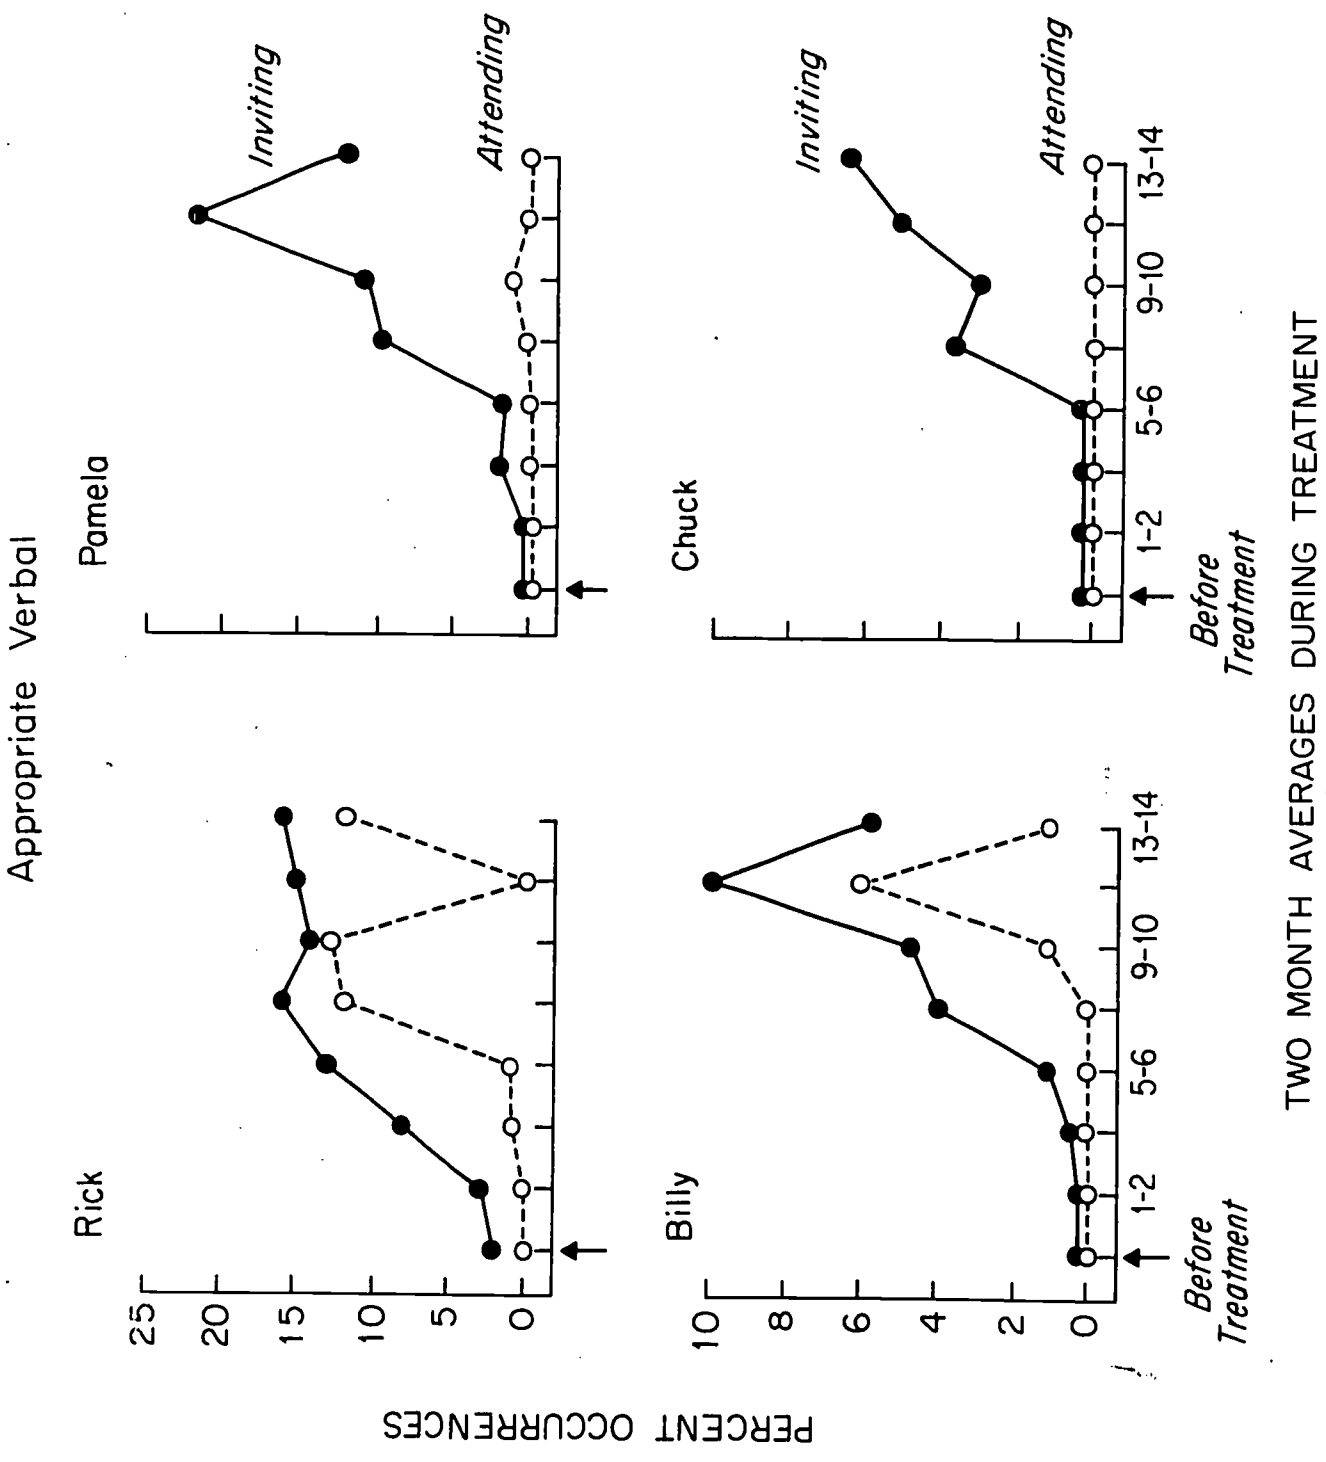 Appropriate Verbal
Rick
Pamela
25
20
15
10
5
0
Inviting
Attending
Billy
Chuck
10
8
6
4
2
0
Inviting
Attending
1-2
5-6
9-10
13-14
1-2
5-6
9-10
13-14
Before
Treatment
Before
Treatment
PERCENT OCCURRENCES
TWO MONTH AVERAGES DURING TREATMENT